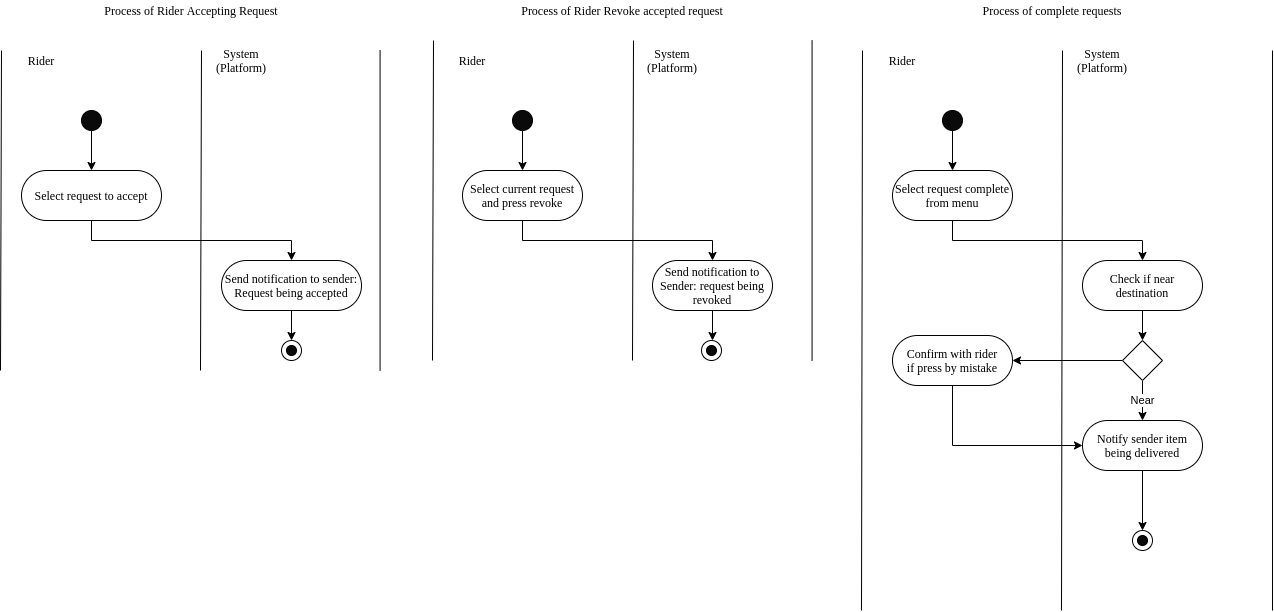 Process of Rider Accepting Request
Rider
System
(Platform)
Select request to accept
Send notification to sender:
Request being accepted
Process of Rider Revoke accepted request
Rider
System
(Platform)
Select current request
and press revoke
Send notification to
Sender: request being
revoked
Process of complete requests
Rider
System
(Platform)
Select request complete
from menu
Check if near
destination
Confirm with rider
if press by mistake
Near
Notify sender item
being delivered